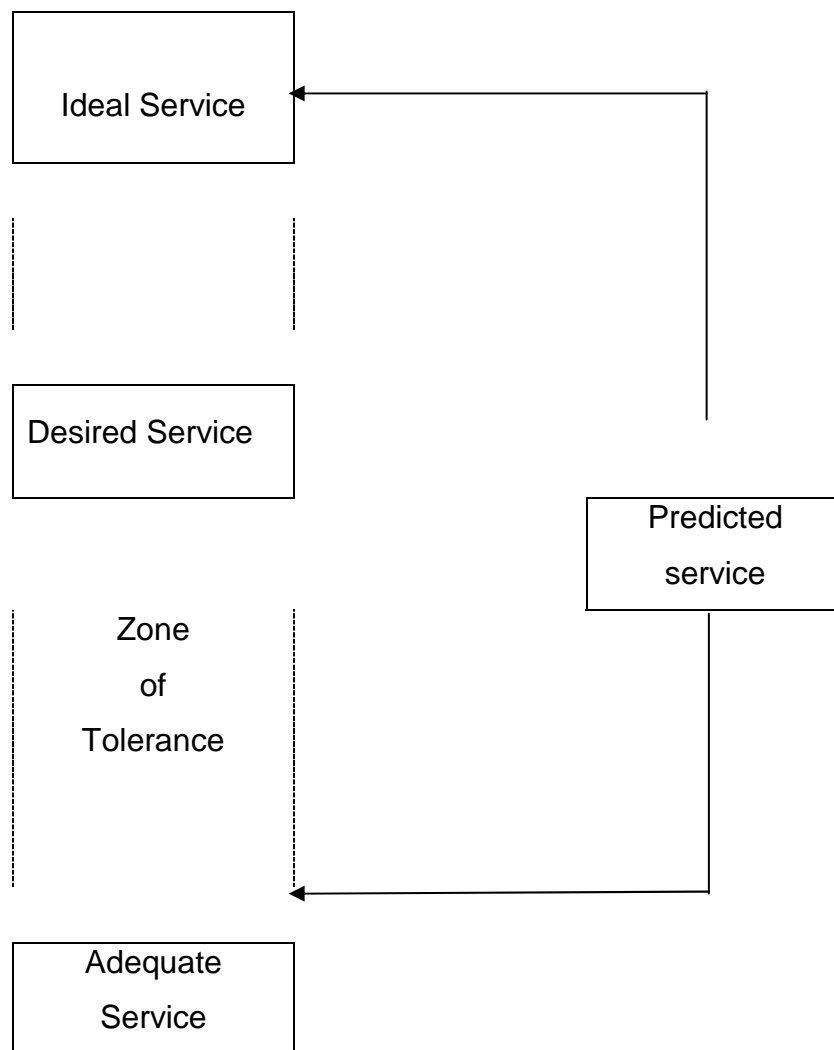 Ideal Service
Desired Service
Predicted
service
Zone
of
Tolerance
Adequate
Service